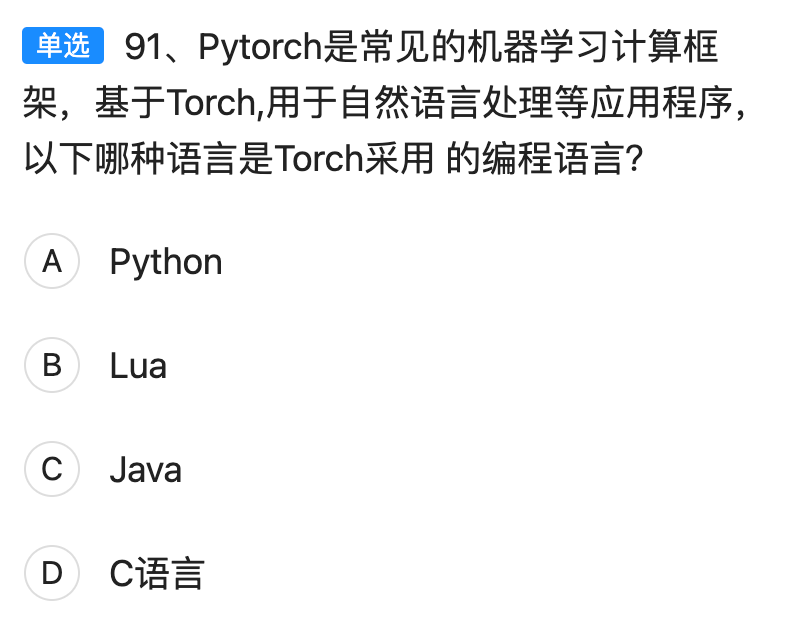 单选 91、Pytorch是常见的机器学习计算框
架，基于Torch,用于自然语言处理等应用程序，
以下哪种语言是Torch采用 的编程语言?
A Python
B Lua
C Java
D C语言